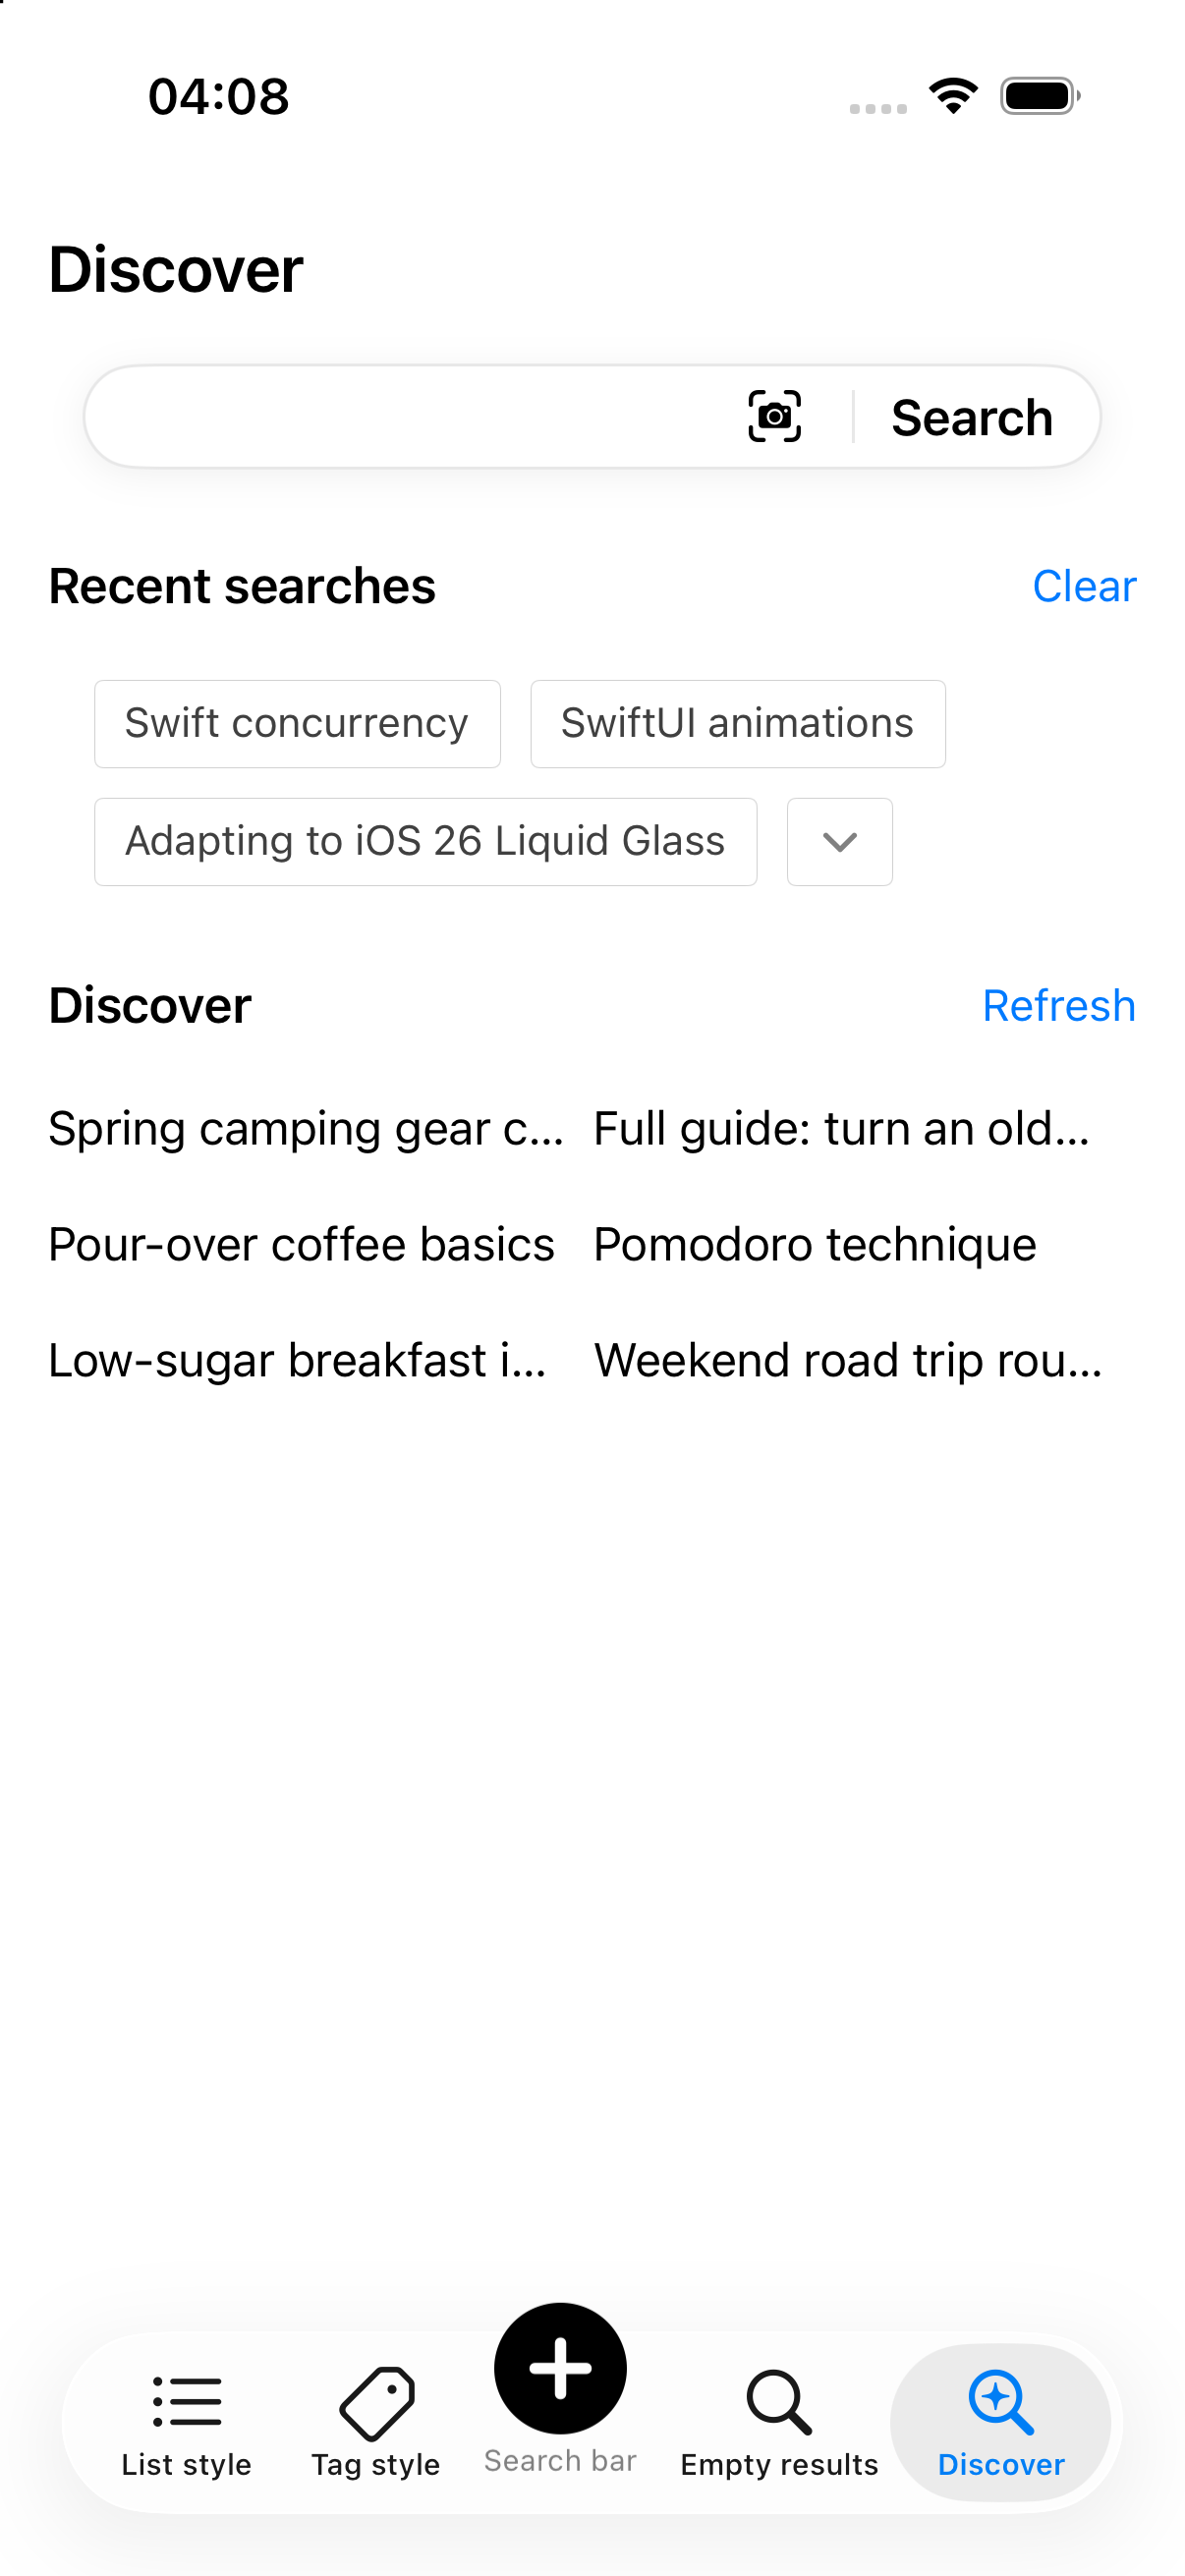 04:08
Discover
Search
Recent searches
Clear
Swift concurrency
SwiftUI animations
Adapting to iOS 26 Liquid Glass
Discover
Refresh
Spring camping gear c...
Full guide: turn an old...
Pour-over coffee basics
Pomodoro technique
Low-sugar breakfast i...
Weekend road trip rou...
List style
Tag style
Search bar
Empty results
Discover